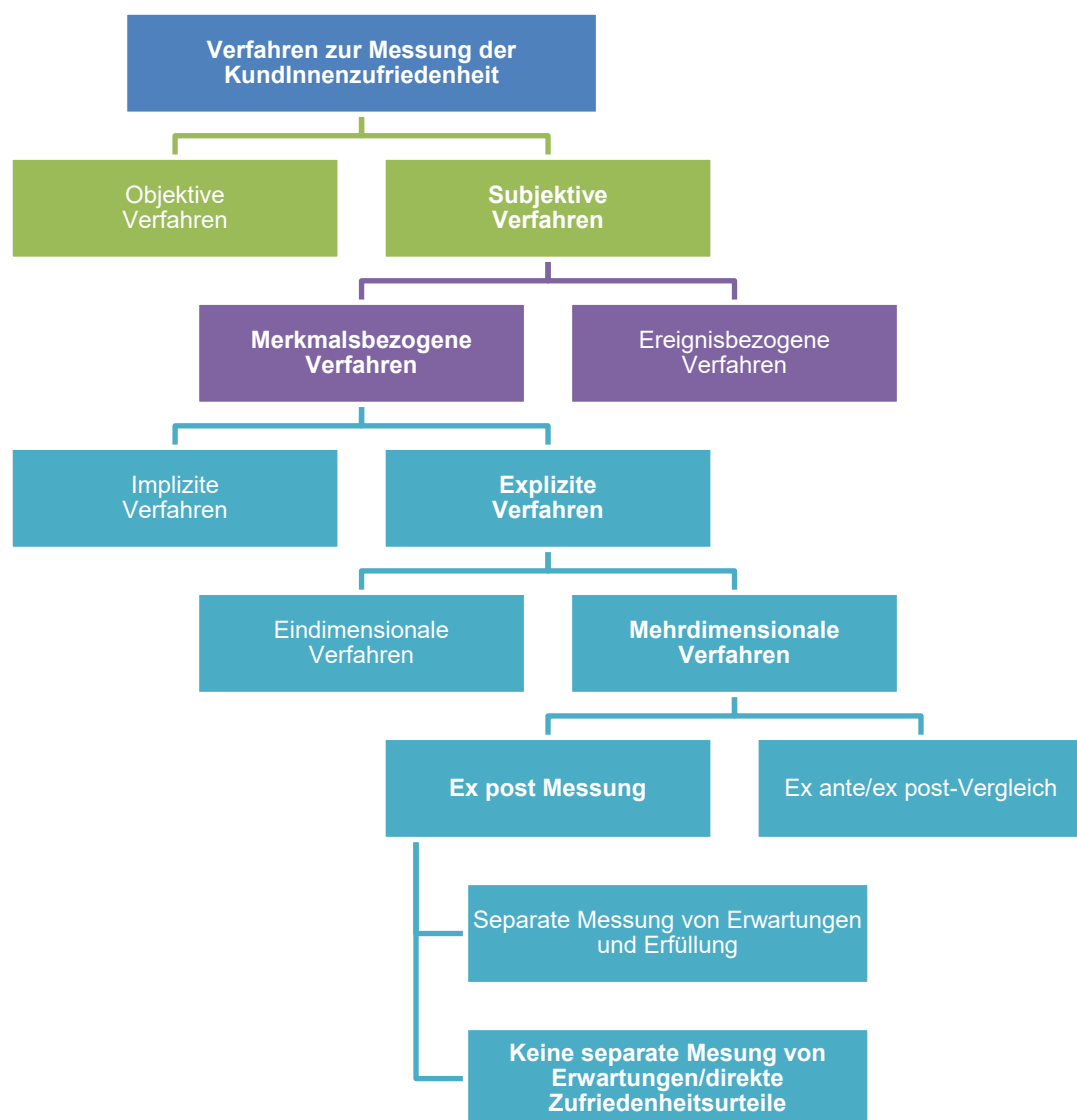 Verfahren zur Messung der
KundInnenzufriedenheit
Objektive
Verfahren
Subjektive
Verfahren
Merkmalsbezogene
Verfahren
Ereignisbezogene
Verfahren
Implizite
Verfahren
Explizite
Verfahren
Eindimensionale
Verfahren
Mehrdimensionale
Verfahren
Ex post Messung
Ex ante/ex post-Vergleich
Separate Messung von Erwartungen
und Erfüllung
Keine separate Mesung von
Erwartungen/direkte
Zufriedenheitsurteile